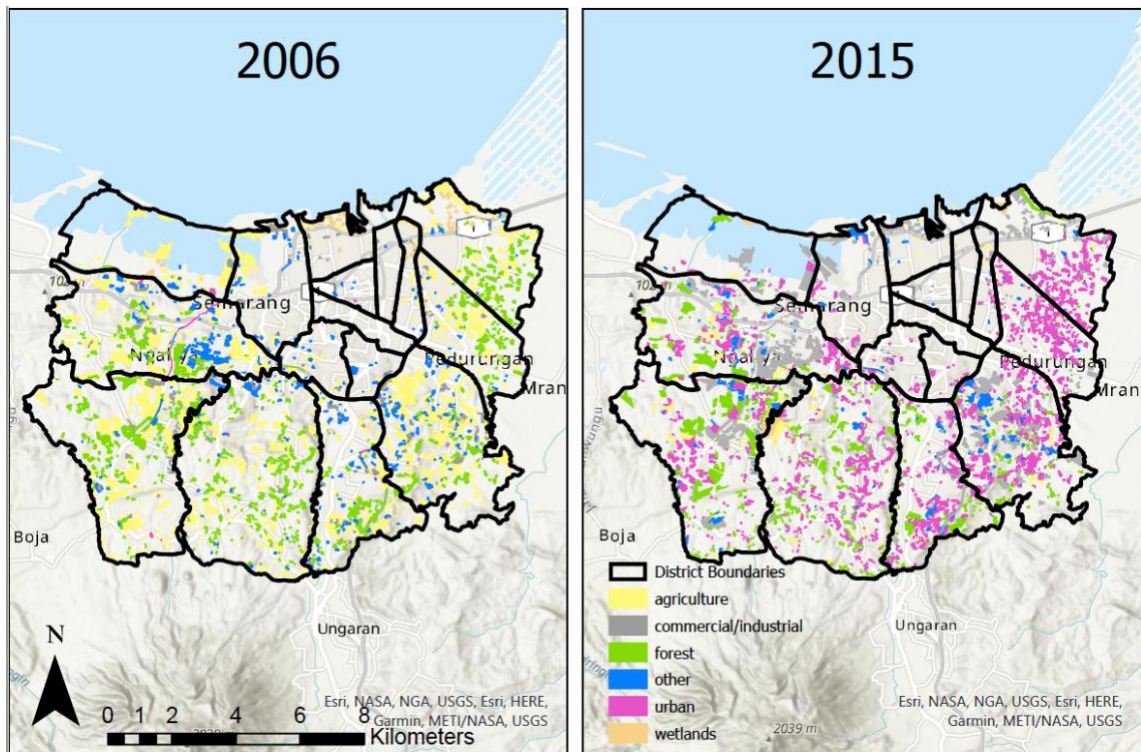 2006
102 m
Semarang
Pedurungan
Mran
Boja
Ungaran
N
Esri, NASA, NGA, USGS, Esri, HERE,
Garmin, METI/NASA, USGS
0 1 2 4 6 8
Kilometers
2015
Semarang
Pedurungan
Mran
Boja
District Boundaries
agriculture
commercial/industrial
forest
other
urban
wetlands
Ungaran
Esri, NASA, NGA, USGS, Esri, HERE,
Garmin, METI/NASA, USGS
2039 m